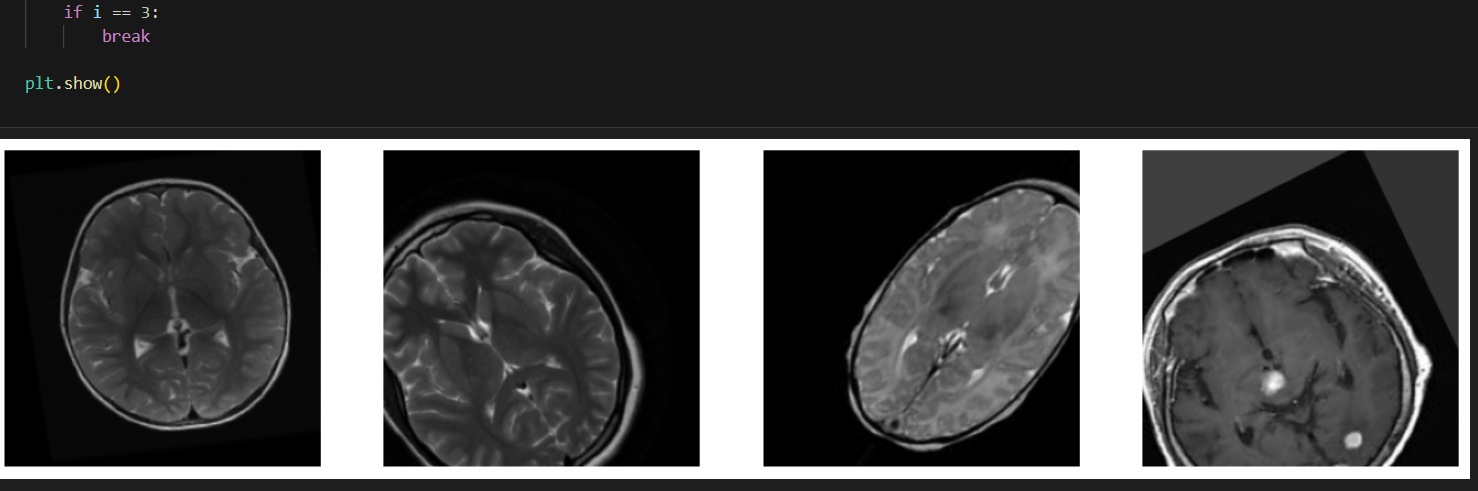 if i == 3:
break
plt.show()